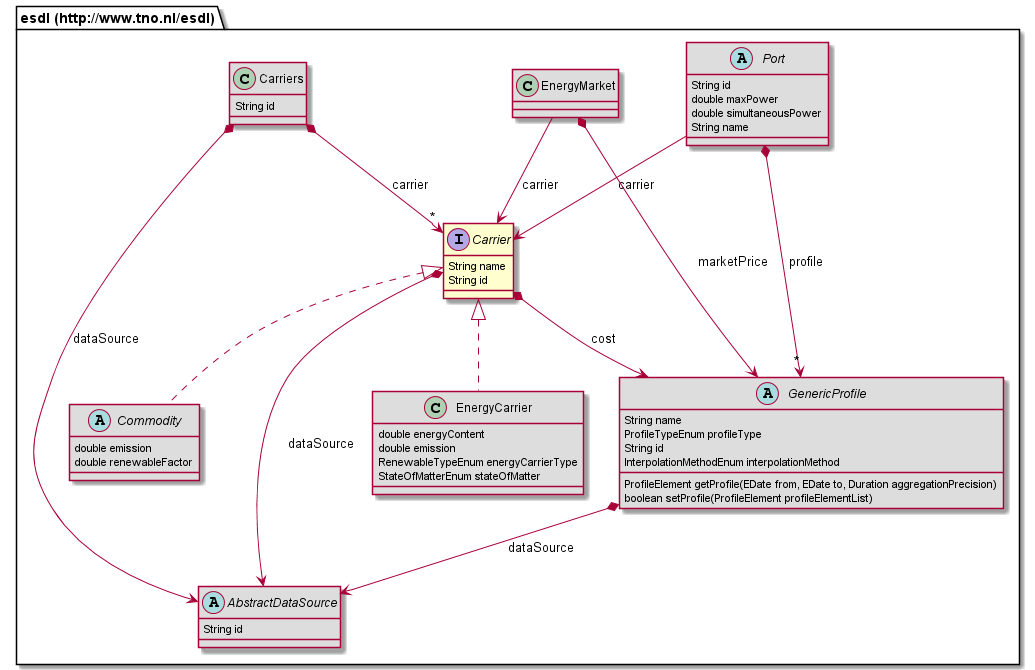 esdl (http://www.tno.nl/esdl)
C Carriers
String id
C EnergyMarket
A Port
String id
double maxPower
double simultaneousPower
String name
carrier
carrier
carrier
*
I Carrier
String name
String id
marketPrice
profile
dataSource
cost
*
A Commodity
double emission
double renewableFactor
C EnergyCarrier
double energyContent
double emission
RenewableTypeEnum energyCarrierType
StateOfMatterEnum stateOfMatter
A GenericProfile
String name
ProfileTypeEnum profileType
String id
InterpolationMethodEnum interpolationMethod
ProfileElement getProfile(EDate from, EDate to, Duration aggregationPrecision)
boolean setProfile(ProfileElement profileElementList)
dataSource
dataSource
A AbstractDataSource
String id